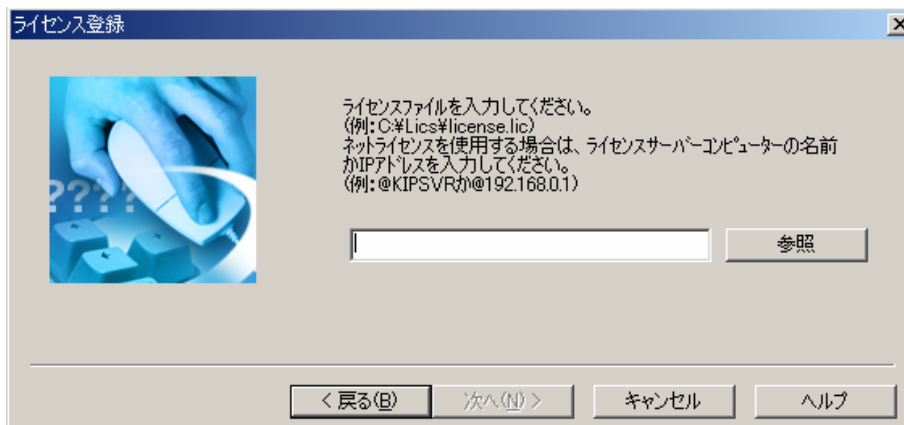 ライセンス登録
ライセンスファイルを入力してください。
(例：C:¥Lics¥license.lic)
ネットライセンスを使用する場合は、ライセンスサーバーコンピューターの名前
かIPアドレスを入力してください。
(例：@KIPSVRか@192.168.0.1)
????
参照
< 戻る(B)
次へ(N) >
キャンセル
ヘルプ